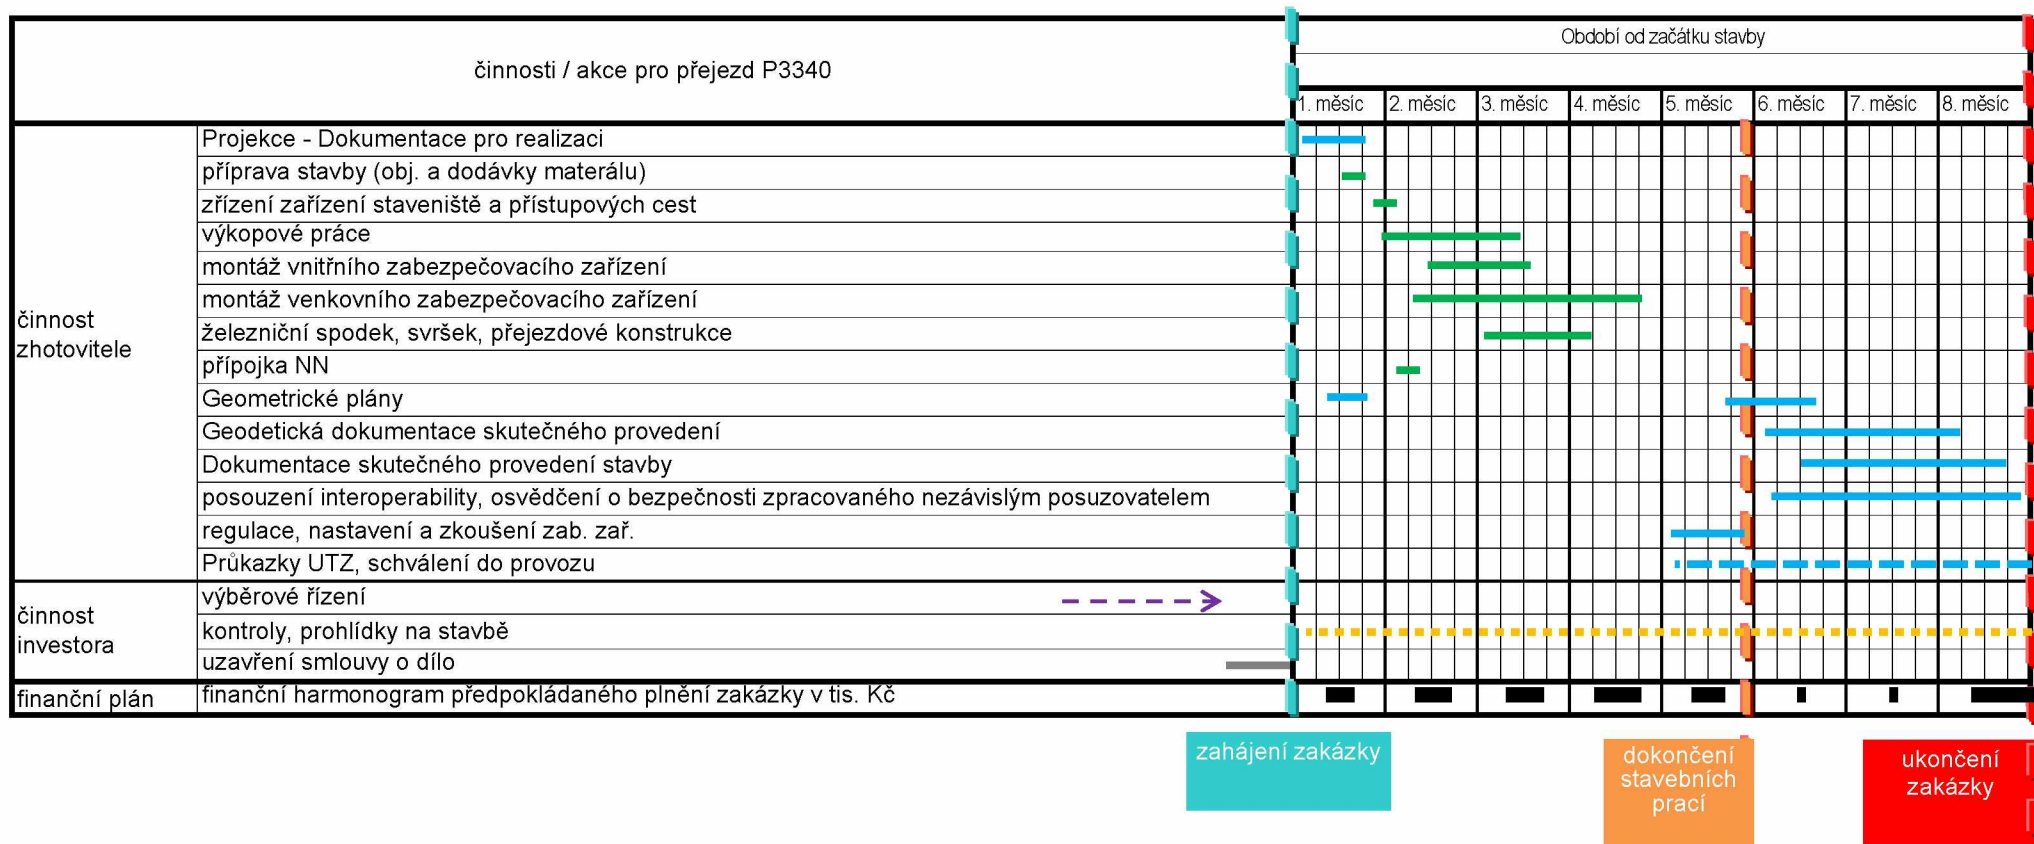 činnosti / akce pro přejezd P3340
Období od začátku stavby
1. měsíc 2. měsíc 3. měsíc 4. měsíc 5. měsíc 6. měsíc 7. měsíc 8. měsíc
činnost
zhotovitele
Projekce - Dokumentace pro realizaci
příprava stavby (obj. a dodávky materálu)
zřízení zařízení staveniště a přístupových cest
výkopové práce
montáž vnitřního zabezpečovacího zařízení
montáž venkovního zabezpečovacího zařízení
železniční spodek, svršek, přejezdové konstrukce
přípojka NN
Geometrické plány
Geodetická dokumentace skutečného provedení
Dokumentace skutečného provedení stavby
posouzení interoperability, osvědčení o bezpečnosti zpracovaného nezávislým posuzovatelem
regulace, nastavení a zkoušení zab. zař.
Průkazky UTZ, schválení do provozu
činnost
investora
výběrové řízení
kontroly, prohlídky na stavbě
uzavření smlouvy o dílo
finanční plán
finanční harmonogram předpokládaného plnění zakázky v tis. Kč
zahájení zakázky
dokončení
stavebních
prací
ukončení
zakázky